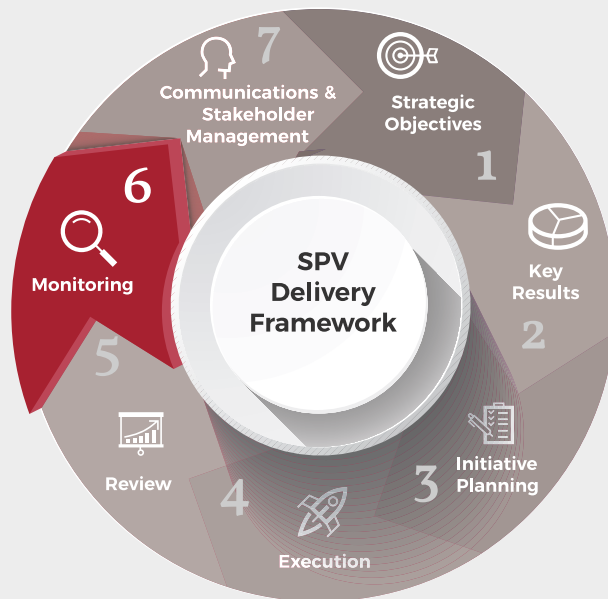 SPV
Delivery
Framework
1
Strategic
Objectives
2
Key
Results
3
Initiative
Planning
4
Execution
5
Review
6
Monitoring
7
Communications &
Stakeholder
Management